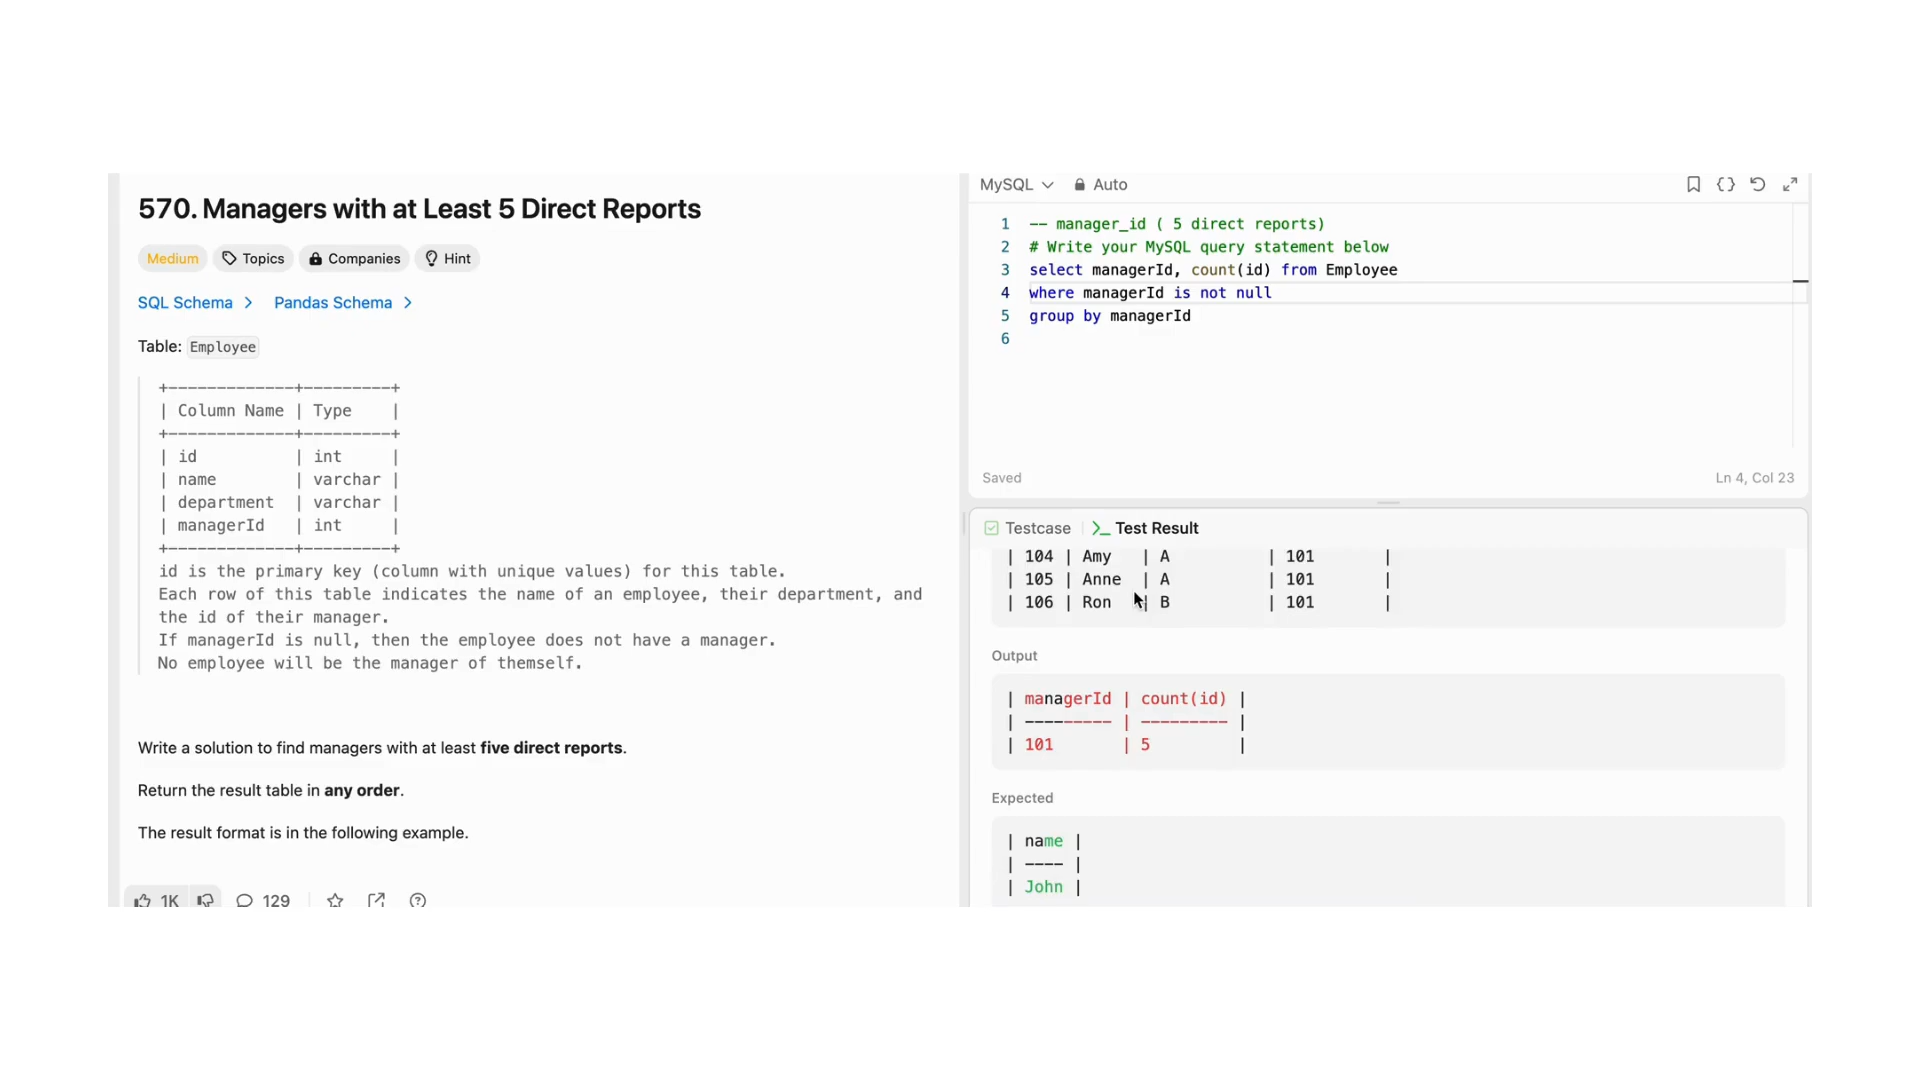 570. Managers with at Least 5 Direct Reports
Medium Topics Companies Hint
SQL Schema > Pandas Schema >
Table: Employee
+-------------+---------+
| Column Name | Type    |
+-------------+---------+
| id          | int     |
| name        | varchar |
| department  | varchar |
| managerId   | int     |
+-------------+---------+
id is the primary key (column with unique values) for this table.
Each row of this table indicates the name of an employee, their department, and
the id of their manager.
If managerId is null, then the employee does not have a manager.
No employee will be the manager of themself.
Write a solution to find managers with at least five direct reports.
Return the result table in any order.
The result format is in the following example.
1K 129
MySQL Auto
1 -- manager_id ( 5 direct reports)
2 # Write your MySQL query statement below
3 select managerId, count(id) from Employee
4 where managerId is not null
5 group by managerId
6
Saved Ln 4, Col 23
Testcase >_ Test Result
| 104 | Amy  | A | 101 |
| 105 | Anne | A | 101 |
| 106 | Ron  | B | 101 |
Output
| managerId | count(id) |
| --------- | --------- |
| 101       | 5         |
Expected
| name |
| ---- |
| John |